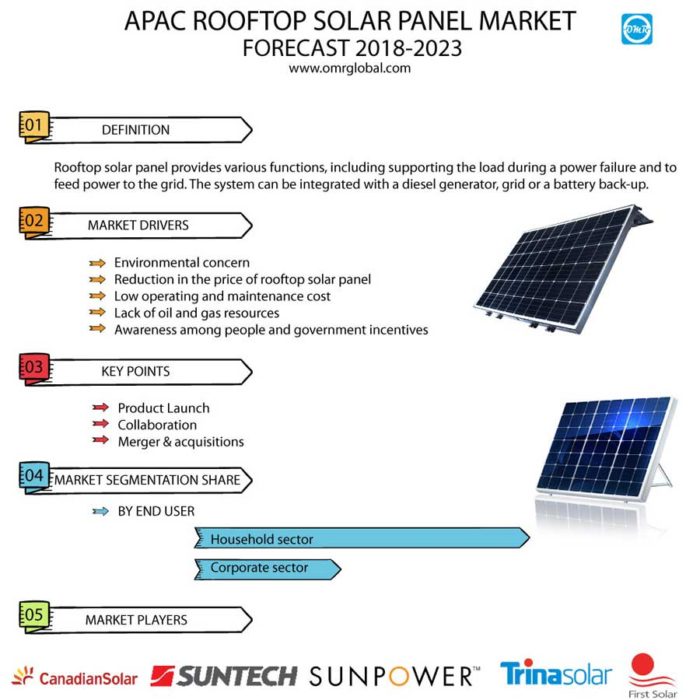 APAC ROOFTOP SOLAR PANEL MARKET
FORECAST 2018-2023
www.omrglobal.com
OMR
01
DEFINITION
Rooftop solar panel provides various functions, including supporting the load during a power failure and to
feed power to the grid. The system can be integrated with a diesel generator, grid or a battery back-up.
02
MARKET DRIVERS
Environmental concern
Reduction in the price of rooftop solar panel
Low operating and maintenance cost
Lack of oil and gas resources
Awareness among people and government incentives
03
KEY POINTS
Product Launch
Collaboration
Merger & acquisitions
04
MARKET SEGMENTATION SHARE
BY END USER
Household sector
Corporate sector
05
MARKET PLAYERS
CanadianSolar
SUNTECH
SUNPOWER™
Trinasolar
First Solar